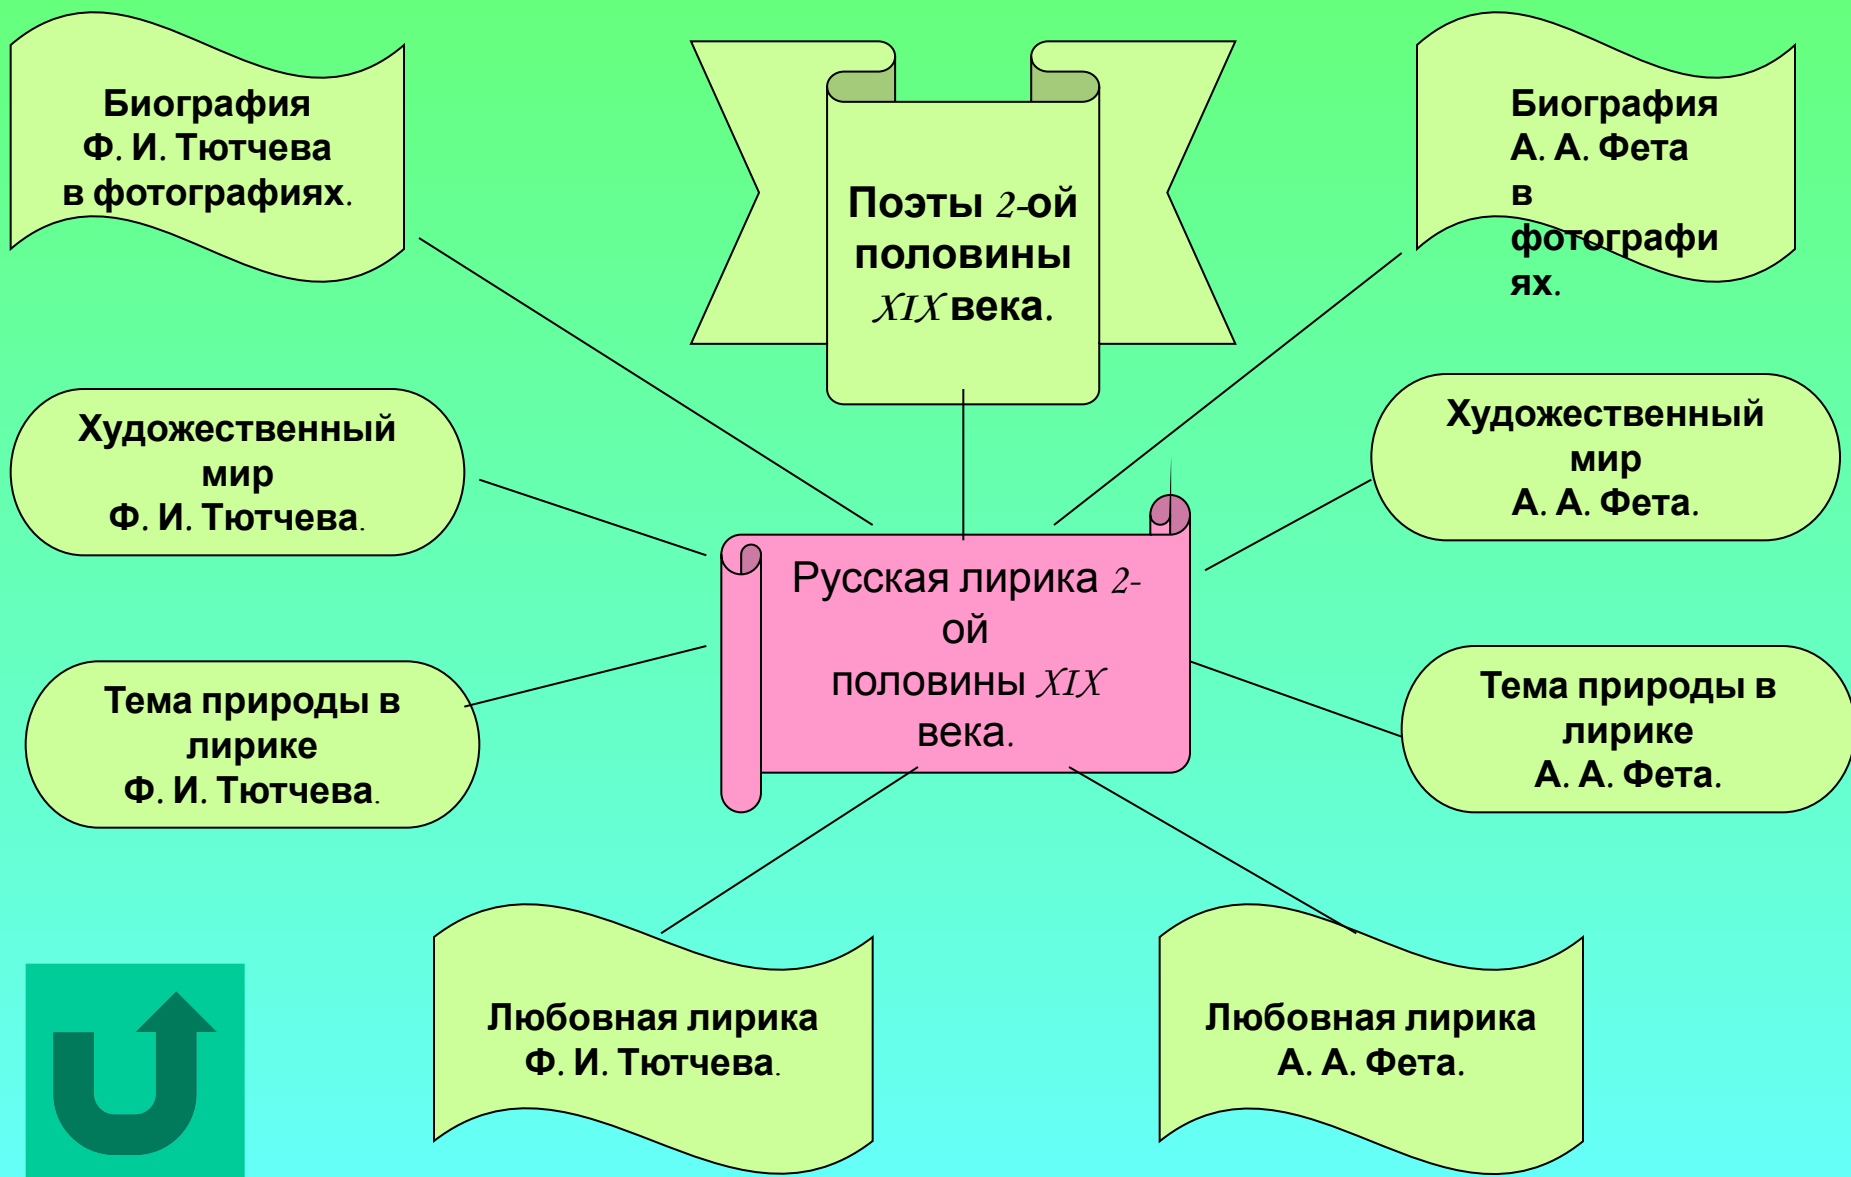 Биография
Ф. И. Тютчева
в фотографиях.
Поэты 2-ой
половины
XIX века.
Биография
А. А. Фета
в
фотографи
ях.
Художественный
мир
Ф. И. Тютчева.
Художественный
мир
А. А. Фета.
Русская лирика 2-
ой
половины XIX
века.
Тема природы в
лирике
Ф. И. Тютчева.
Тема природы в
лирике
А. А. Фета.
Любовная лирика
Ф. И. Тютчева.
Любовная лирика
А. А. Фета.